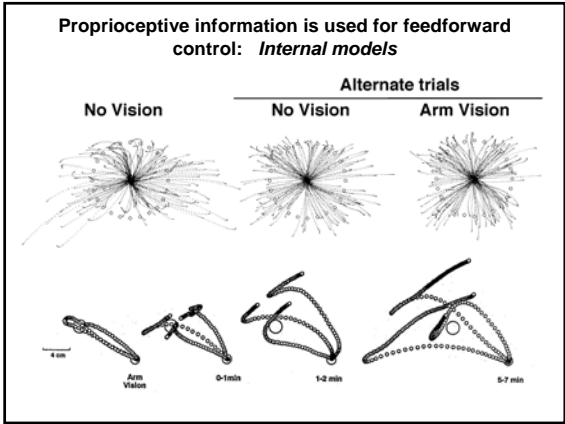 Proprioceptive information is used for feedforward
control: Internal models
Alternate trials
No Vision
No Vision
Arm Vision
4 cm
Arm
Vision
0-1min
1-2 min
5-7 min